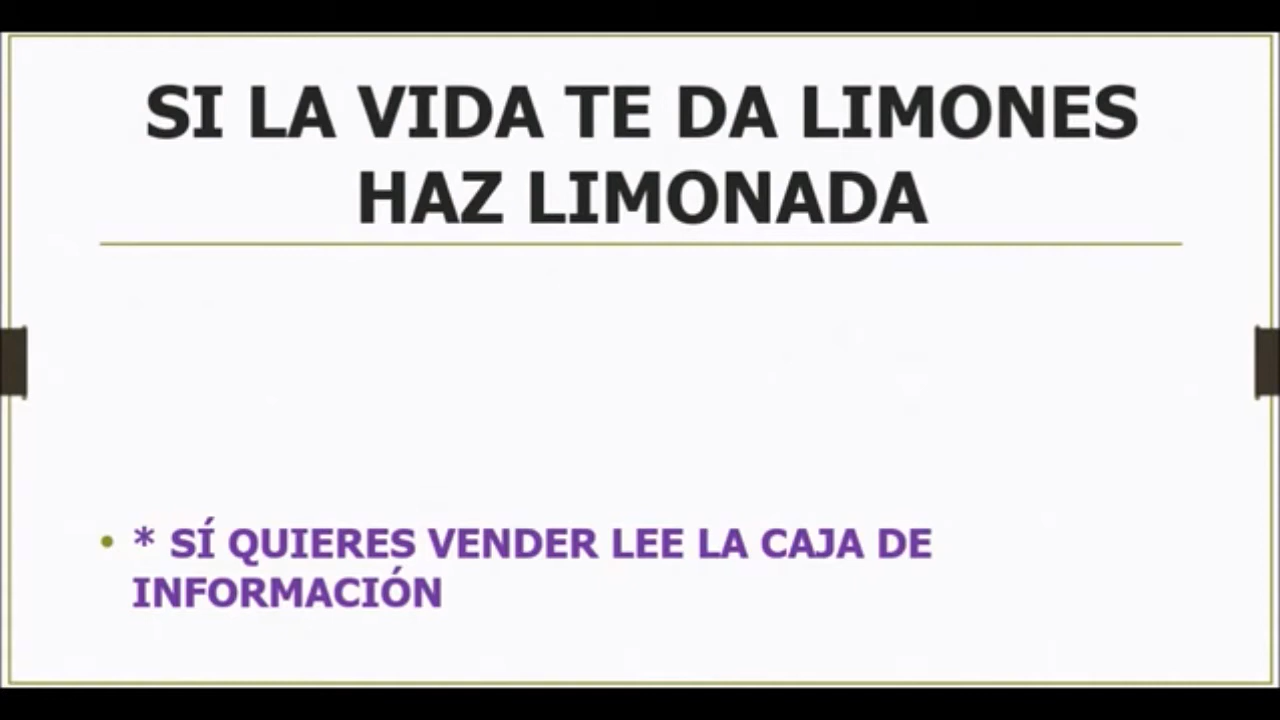 SI LA VIDA TE DA LIMONES
HAZ LIMONADA
• * SÍ QUIERES VENDER LEE LA CAJA DE
INFORMACIÓN